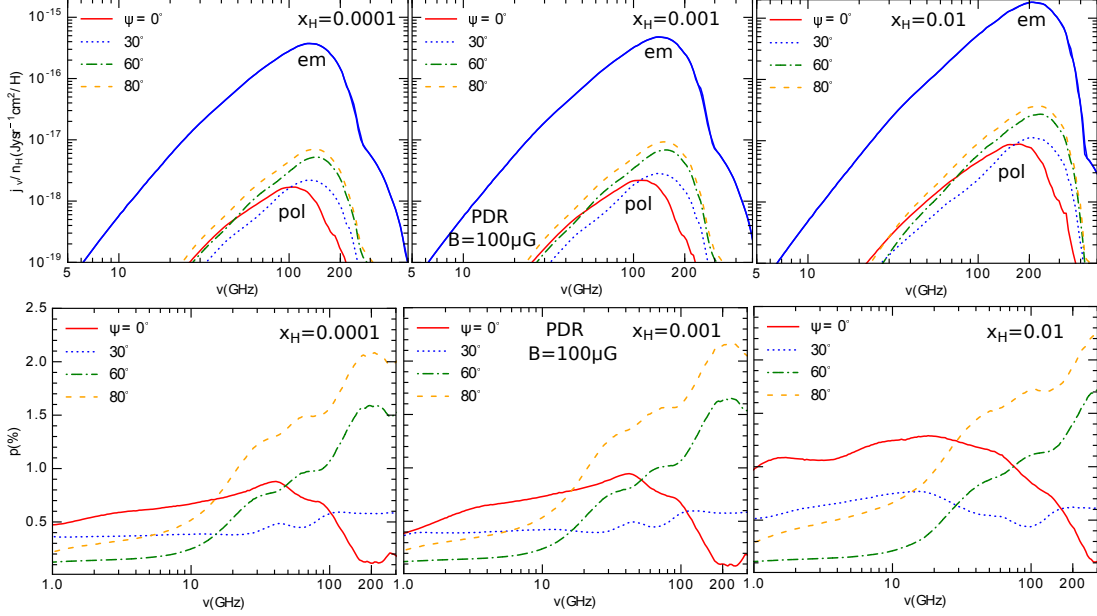 10⁻¹⁵
10⁻¹⁶
10⁻¹⁷
10⁻¹⁸
10⁻¹⁹
j_ν/n_H(Jysr⁻¹cm²/H)
ψ = 0°
30°
60°
80°
x_H=0.0001
em
pol
5 10 100 200
ν(GHz)
ψ = 0°
30°
60°
80°
x_H=0.001
em
pol
PDR
B=100μG
5 10 100 200
ν(GHz)
ψ = 0°
30°
60°
80°
x_H=0.01
em
pol
5 10 100 200
ν(GHz)
2.5
2.0
1.5
1.0
0.5
p(%)
ψ = 0°
30°
60°
80°
x_H=0.0001
1.0 10 100 200
ν(GHz)
ψ = 0°
30°
60°
80°
PDR
B=100μG
x_H=0.001
1.0 10 100 200
ν(GHz)
ψ = 0°
30°
60°
80°
x_H=0.01
1.0 10 100 200
ν(GHz)